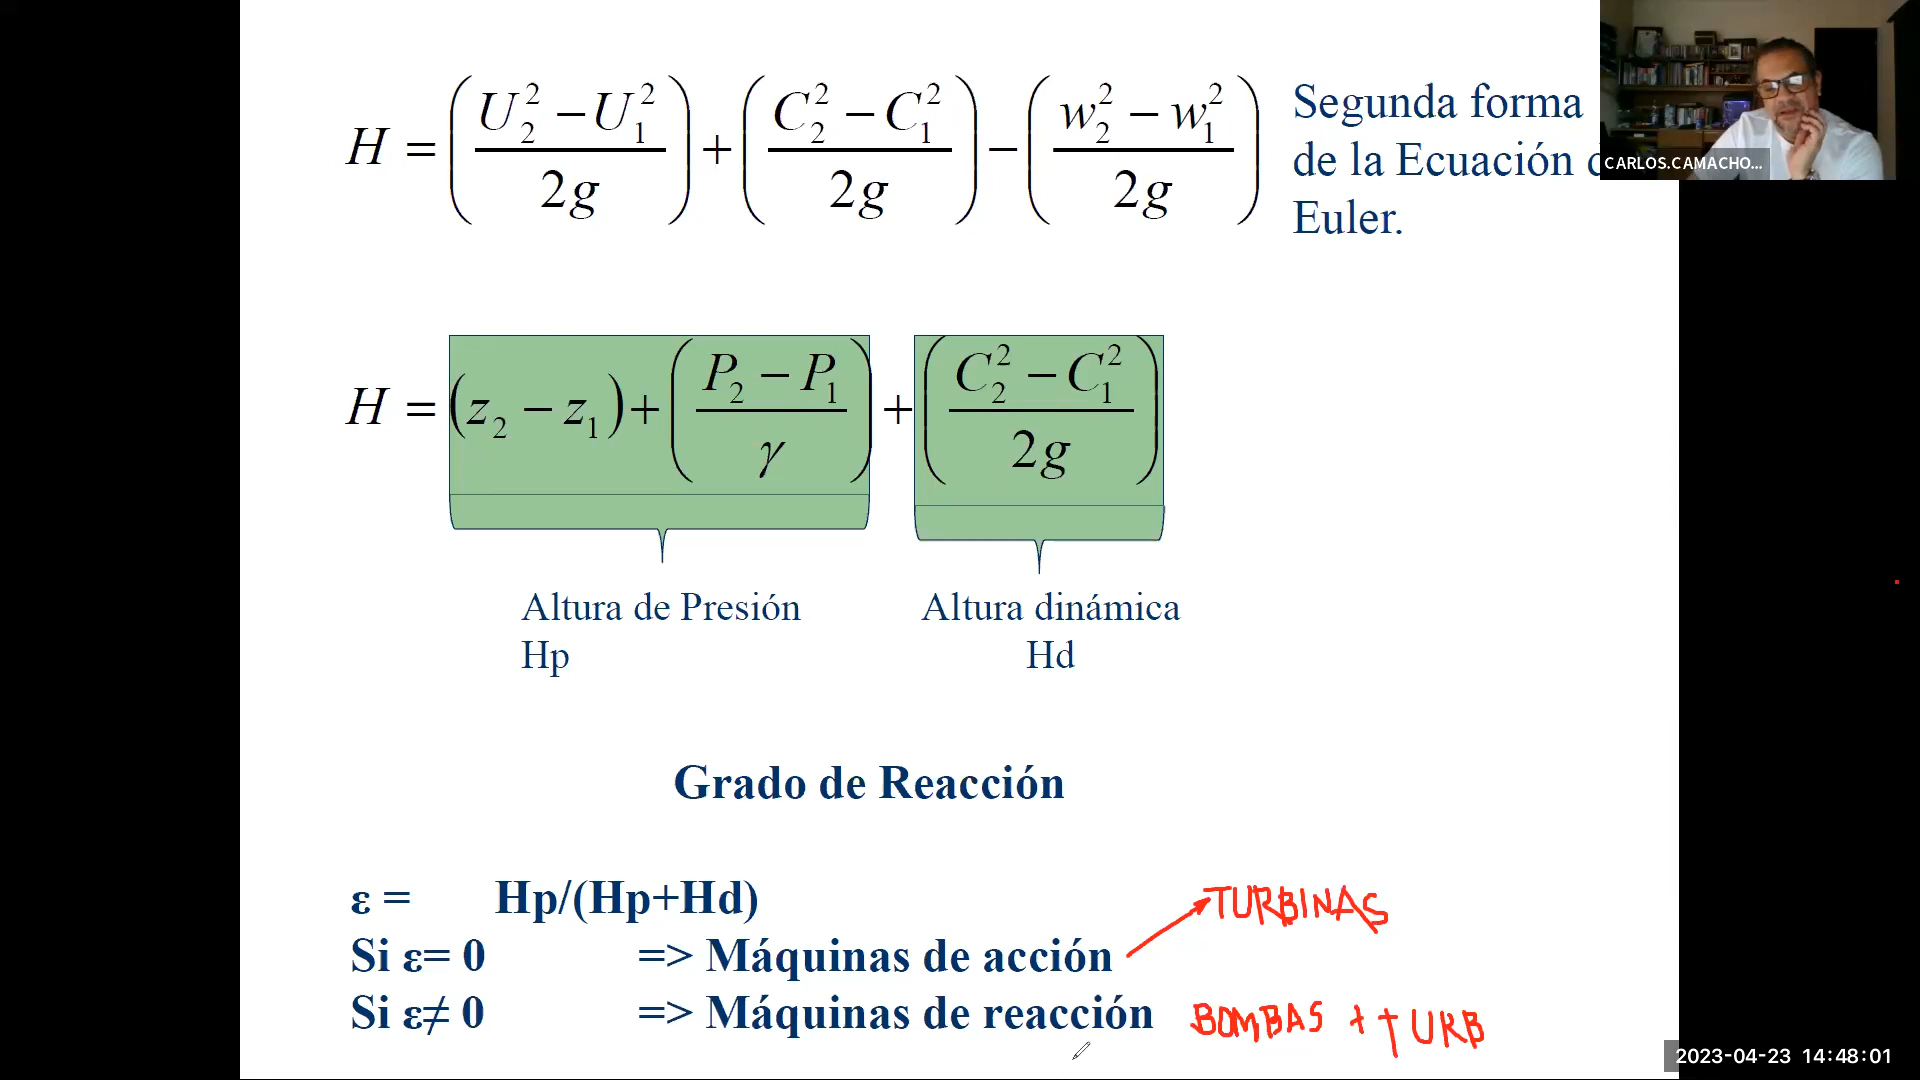 H = (U₂² − U₁² / 2g) + (C₂² − C₁² / 2g) − (w₂² − w₁² / 2g)
Segunda forma
de la Ecuación
Euler.
CARLOS.CAMACHO...
H = (z₂ − z₁) + (P₂ − P₁ / γ) + (C₂² − C₁² / 2g)
Altura de Presión
Hp
Altura dinámica
Hd
Grado de Reacción
ε = Hp/(Hp+Hd)
TURBINAS
Si ε= 0 => Máquinas de acción
Si ε≠ 0 => Máquinas de reacción
BOMBAS + TURB
2023-04-23 14:48:01